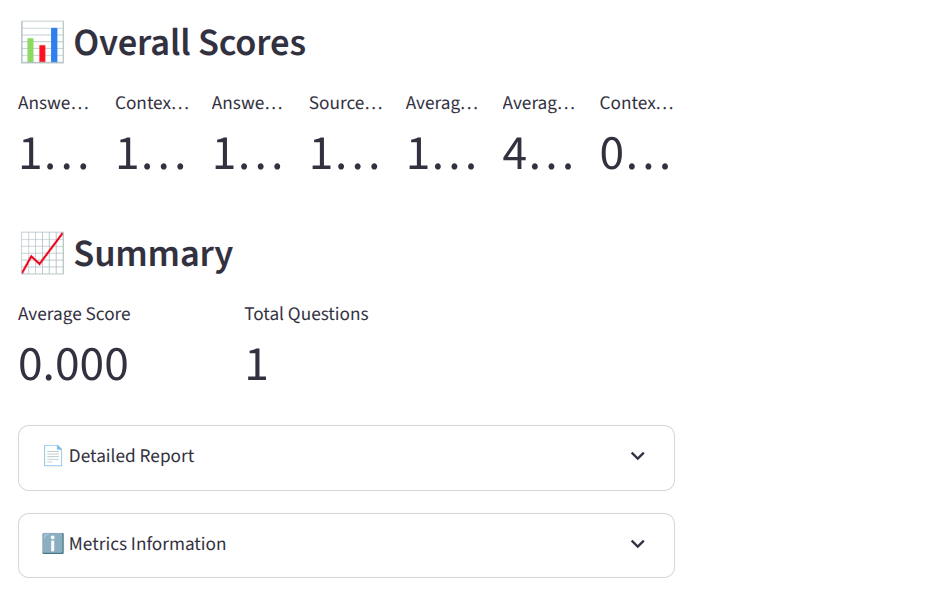 Overall Scores
Answe… Contex… Answe… Source… Averag… Averag… Contex…
1… 1… 1… 1… 1… 4… 0…
Summary
Average Score Total Questions
0.000 1
Detailed Report
Metrics Information